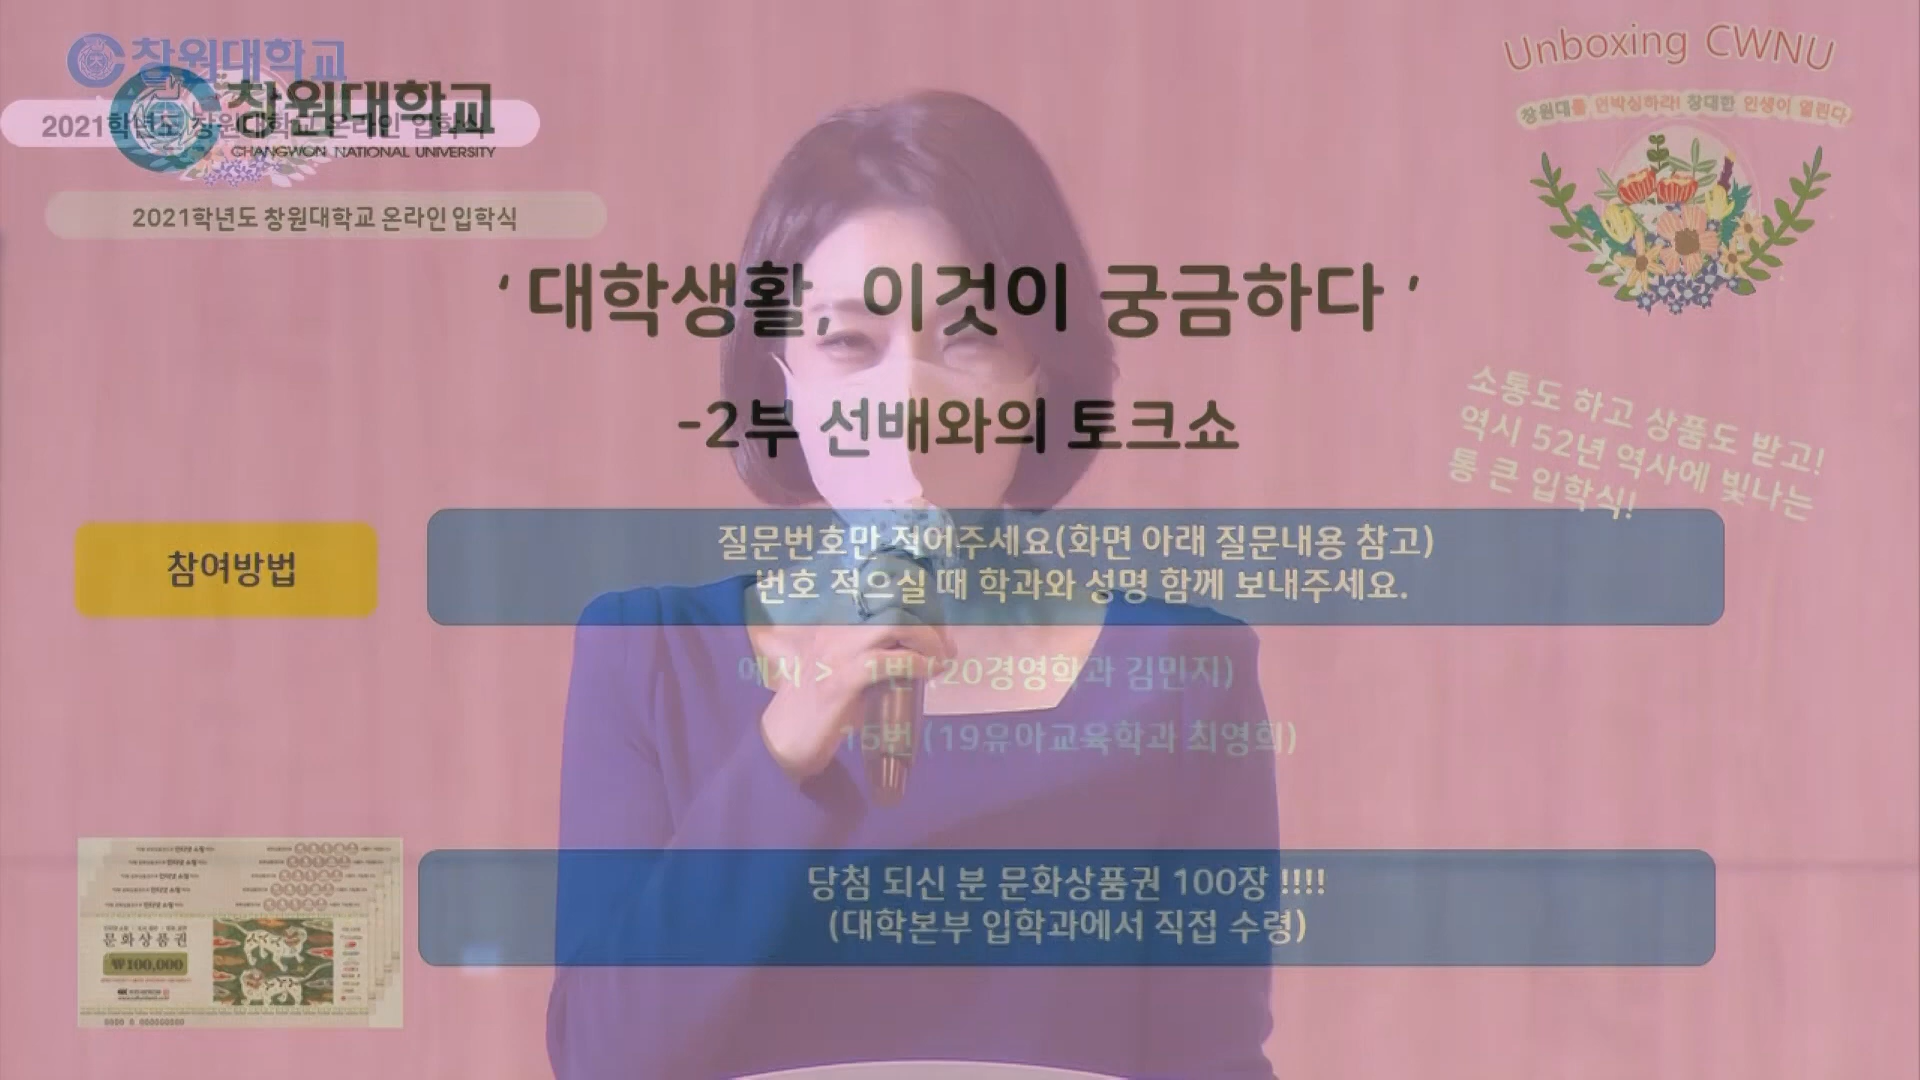 창원대학교
2021학년도 창원대학교 온라인 입학식
창원대학교
CHANGWON NATIONAL UNIVERSITY
2021학년도 창원대학교 온라인 입학식
Unboxing CWNU
창원대를 언박싱하라! 창대한 인생이 열린다
‘ 대학생활, 이것이 궁금하다 ’
-2부 선배와의 토크쇼
소통도 하고 상품도 받고!
역시 52년 역사에 빛나는
통 큰 입학식!
참여방법
질문번호만 적어주세요(화면 아래 질문내용 참고)
번호 적으실 때 학과와 성명 함께 보내주세요.
예시 > 1번 (20경영학과 김민지)
15번 (19유아교육학과 최영희)
당첨 되신 분 문화상품권 100장 !!!!
(대학본부 입학과에서 직접 수령)
문화상품권
₩100,000